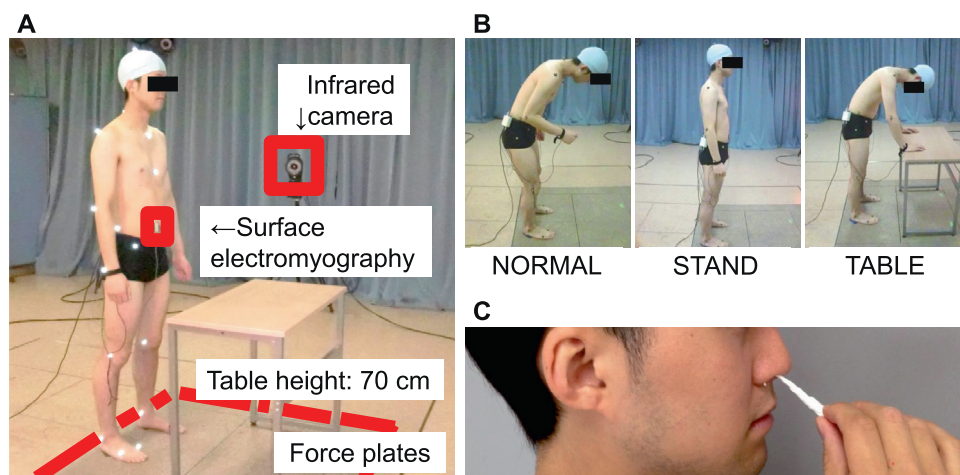 A
Infrared
↓camera
←Surface
electromyography
Table height: 70 cm
Force plates
B
NORMAL
STAND
TABLE
C